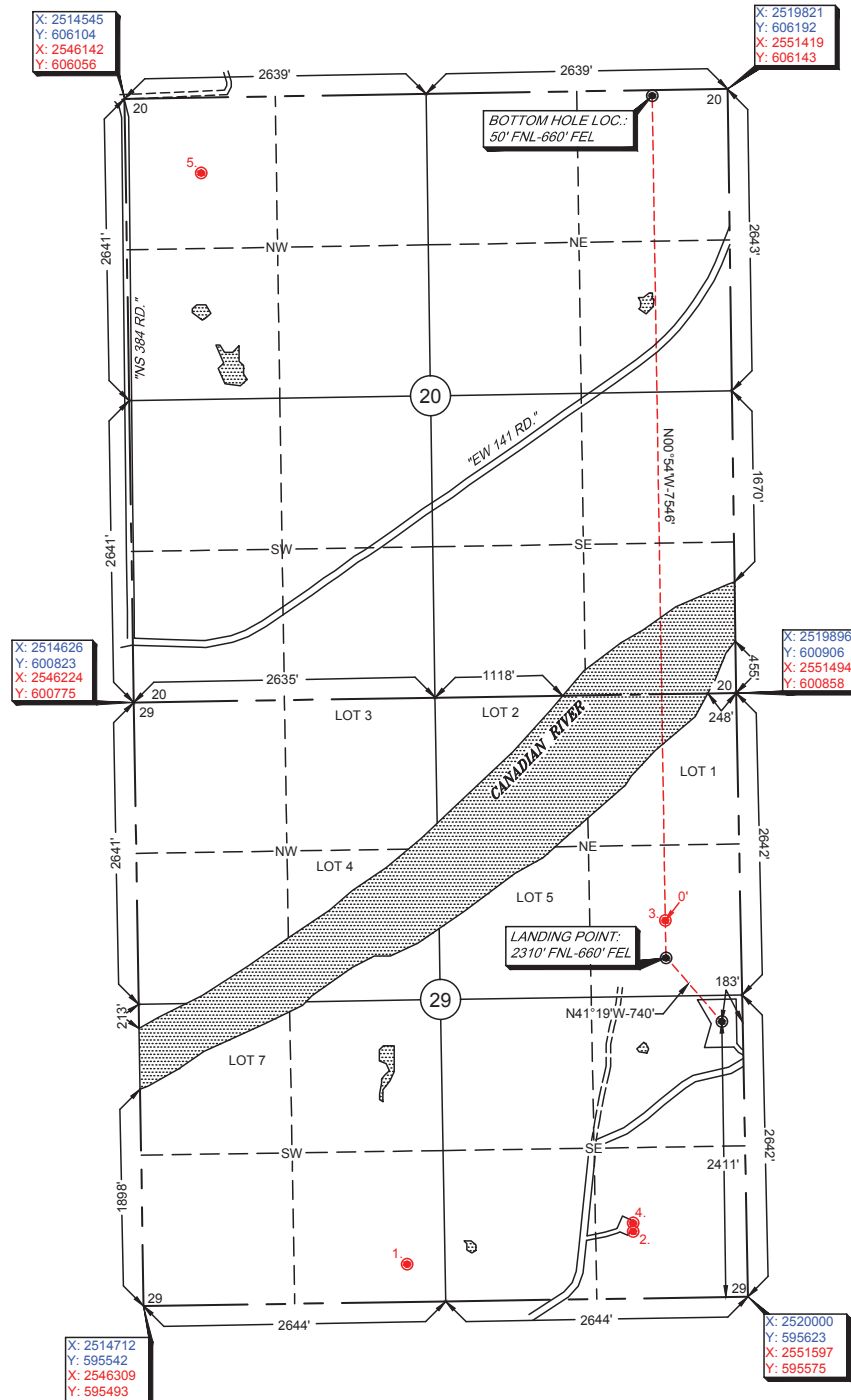 X: 2514545
Y: 606104
X: 2546142
Y: 606056
X: 2519821
Y: 606192
X: 2551419
Y: 606143
2639'
2639'
20
20
BOTTOM HOLE LOC.:
50' FNL-660' FEL
5.
NW
NE
2641'
2643'
"NS 384 RD."
20
"EW 141 RD."
N00°54'W-7546'
1670'
2641'
SW
SE
X: 2514626
Y: 600823
X: 2546224
Y: 600775
X: 2519896
Y: 600906
X: 2551494
Y: 600858
455'
20
29
2635'
1118'
20
248'
LOT 3
LOT 2
CANADIAN RIVER
LOT 1
2641'
2642'
NW
NE
LOT 4
LOT 5
3.
0'
LANDING POINT:
2310' FNL-660' FEL
183'
29
213'
N41°19'W-740'
LOT 7
SW
SE
2642'
2411'
1898'
4.
2.
1.
29
29
2644'
2644'
X: 2514712
Y: 595542
X: 2546309
Y: 595493
X: 2520000
Y: 595623
X: 2551597
Y: 595575